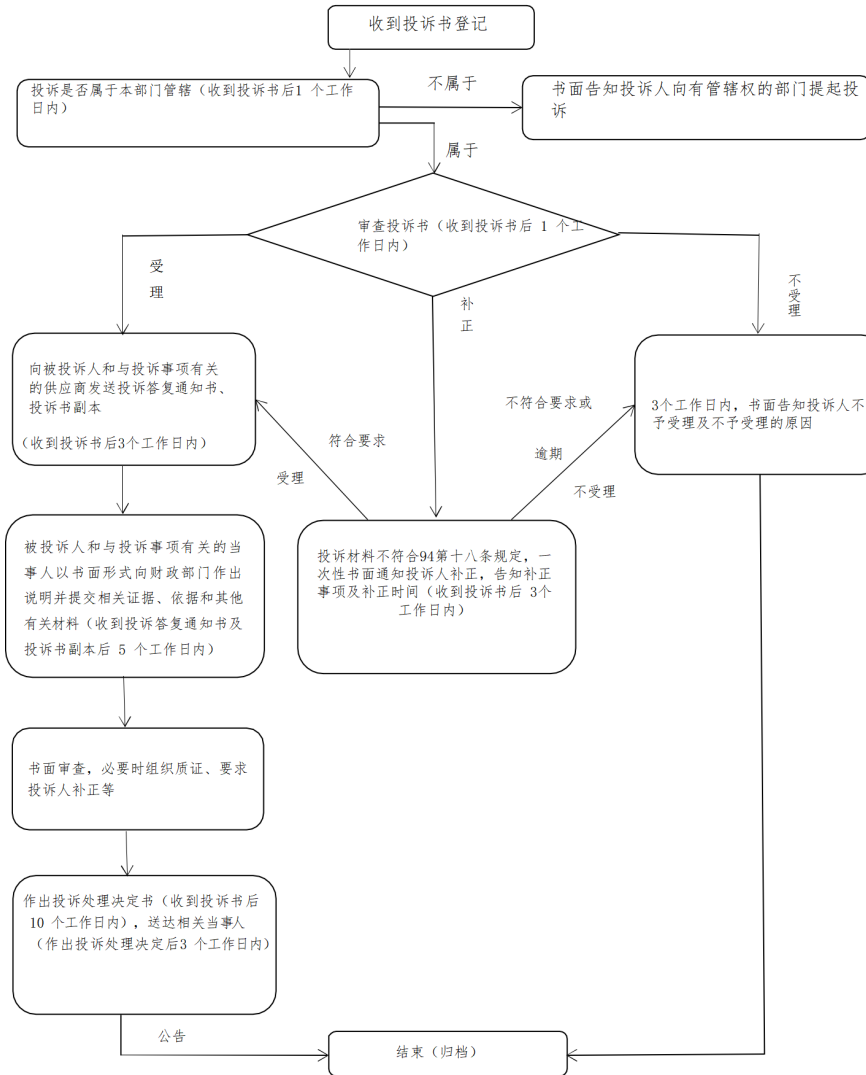 收到投诉书登记
投诉是否属于本部门管辖（收到投诉书后1 个工作
日内）
不属于
书面告知投诉人向有管辖权的部门提起投
诉
属于
审查投诉书（收到投诉书后 1 个工
作日内）
受
理
补
正
不
受
理
向被投诉人和与投诉事项有关
的供应商发送投诉答复通知书、
投诉书副本
（收到投诉书后3个工作日内）
符合要求
受理
不符合要求或
逾期
不受理
3个工作日内，书面告知投诉人不
予受理及不予受理的原因
被投诉人和与投诉事项有关的当
事人以书面形式向财政部门作出
说明并提交相关证据、依据和其他
有关材料（收到投诉答复通知书及
投诉书副本后 5 个工作日内）
投诉材料不符合94第十八条规定，一
次性书面通知投诉人补正，告知补正
事项及补正时间（收到投诉书后 3个
工作日内）
书面审查，必要时组织质证、要求
投诉人补正等
作出投诉处理决定书（收到投诉书后
10 个工作日内），送达相关当事人
（作出投诉处理决定后3 个工作日内）
公告
结束（归档）